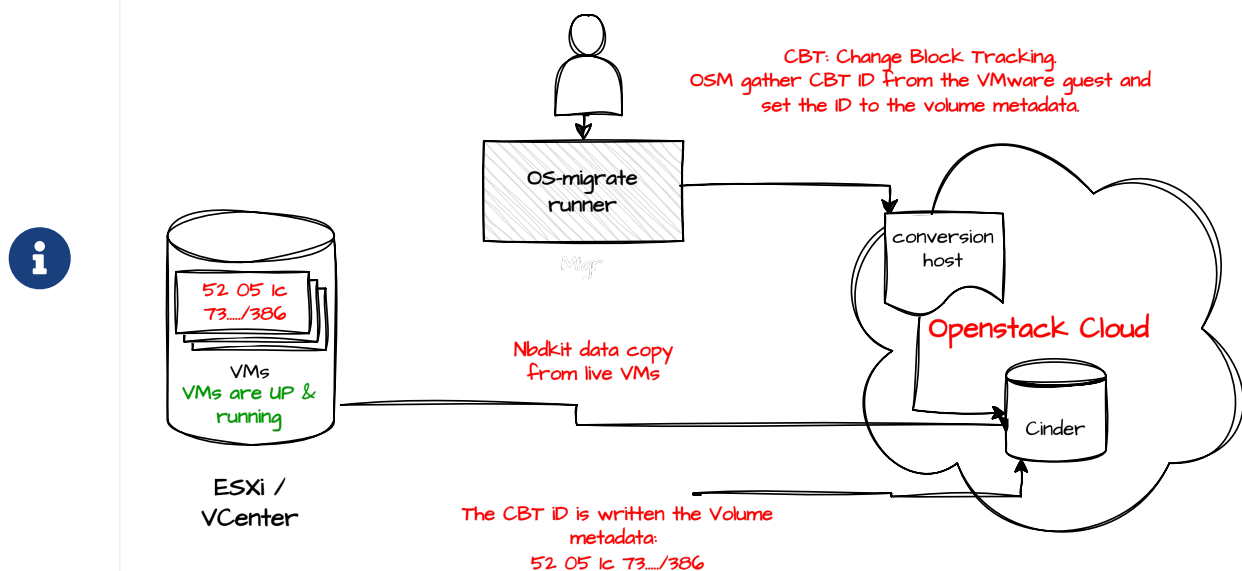 CBT: Change Block Tracking.
OSM gather CBT ID from the VMware guest and
set the ID to the volume metadata.
OS-migrate
runner
Migr
conversion
host
52 05 1c
73...../386
Openstack Cloud
Nbdkit data copy
from live VMs
VMs
VMs are UP &
running
Cinder
ESXi /
VCenter
The CBT iD is written the Volume
metadata:
52 05 1c 73...../386